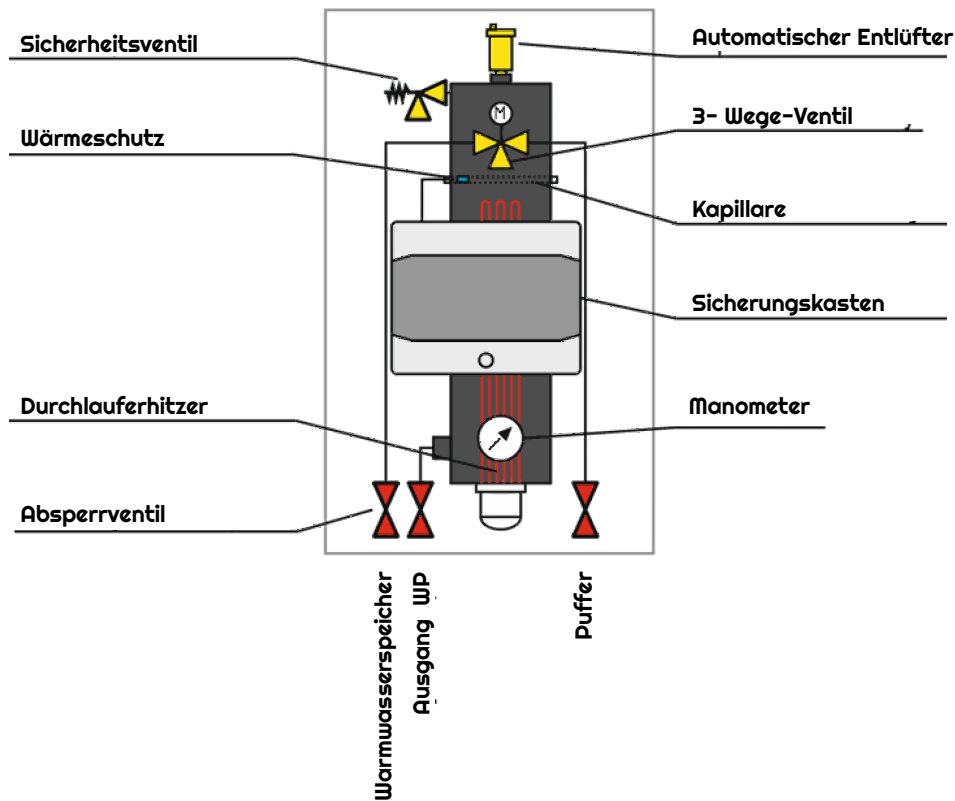 Sicherheitsventil
Automatischer Entlüfter
Wärmeschutz
3- Wege-Ventil
M
Kapillare
Sicherungskasten
Durchlauferhitzer
Manometer
Absperrventil
Warmwasserspeicher
Ausgang WP
Puffer